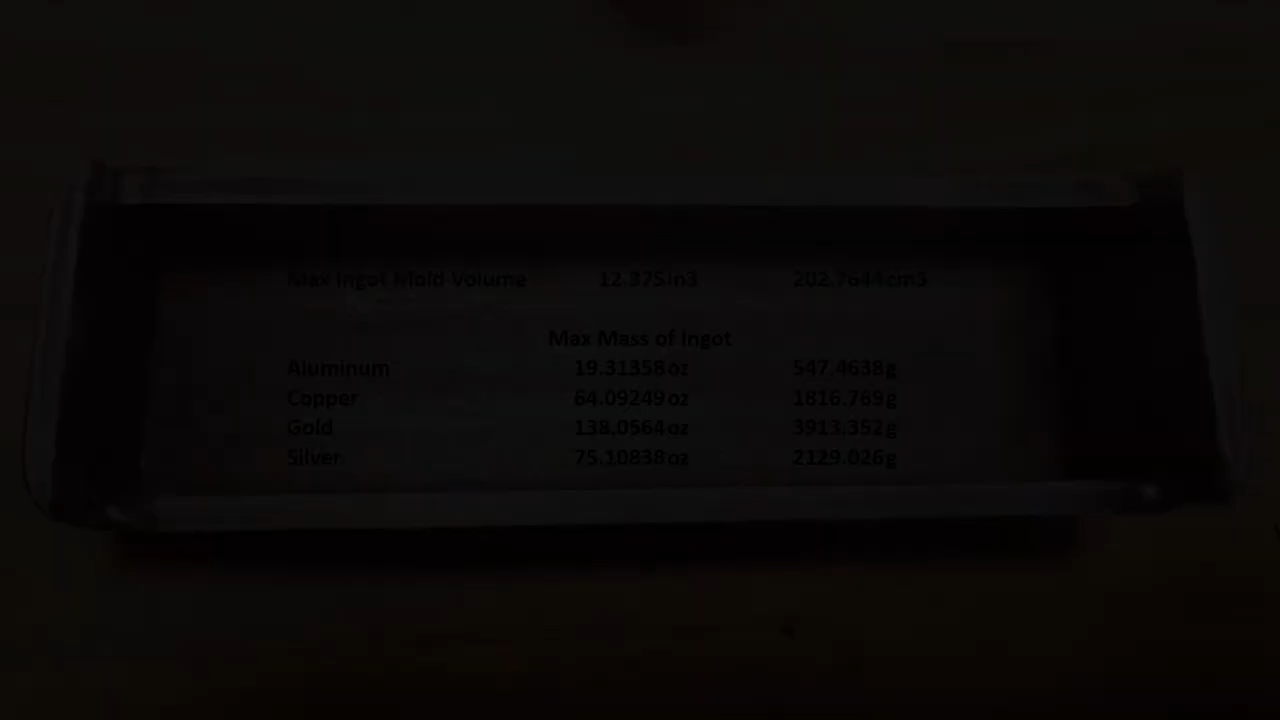 Max Ingot Mold Volume 12.375in3 202.7644cm3
Max Mass of Ingot
Aluminum 19.31358oz 547.4638g
Copper 64.09249oz 1816.769g
Gold 138.0564oz 3913.352g
Silver 75.10838oz 2129.026g